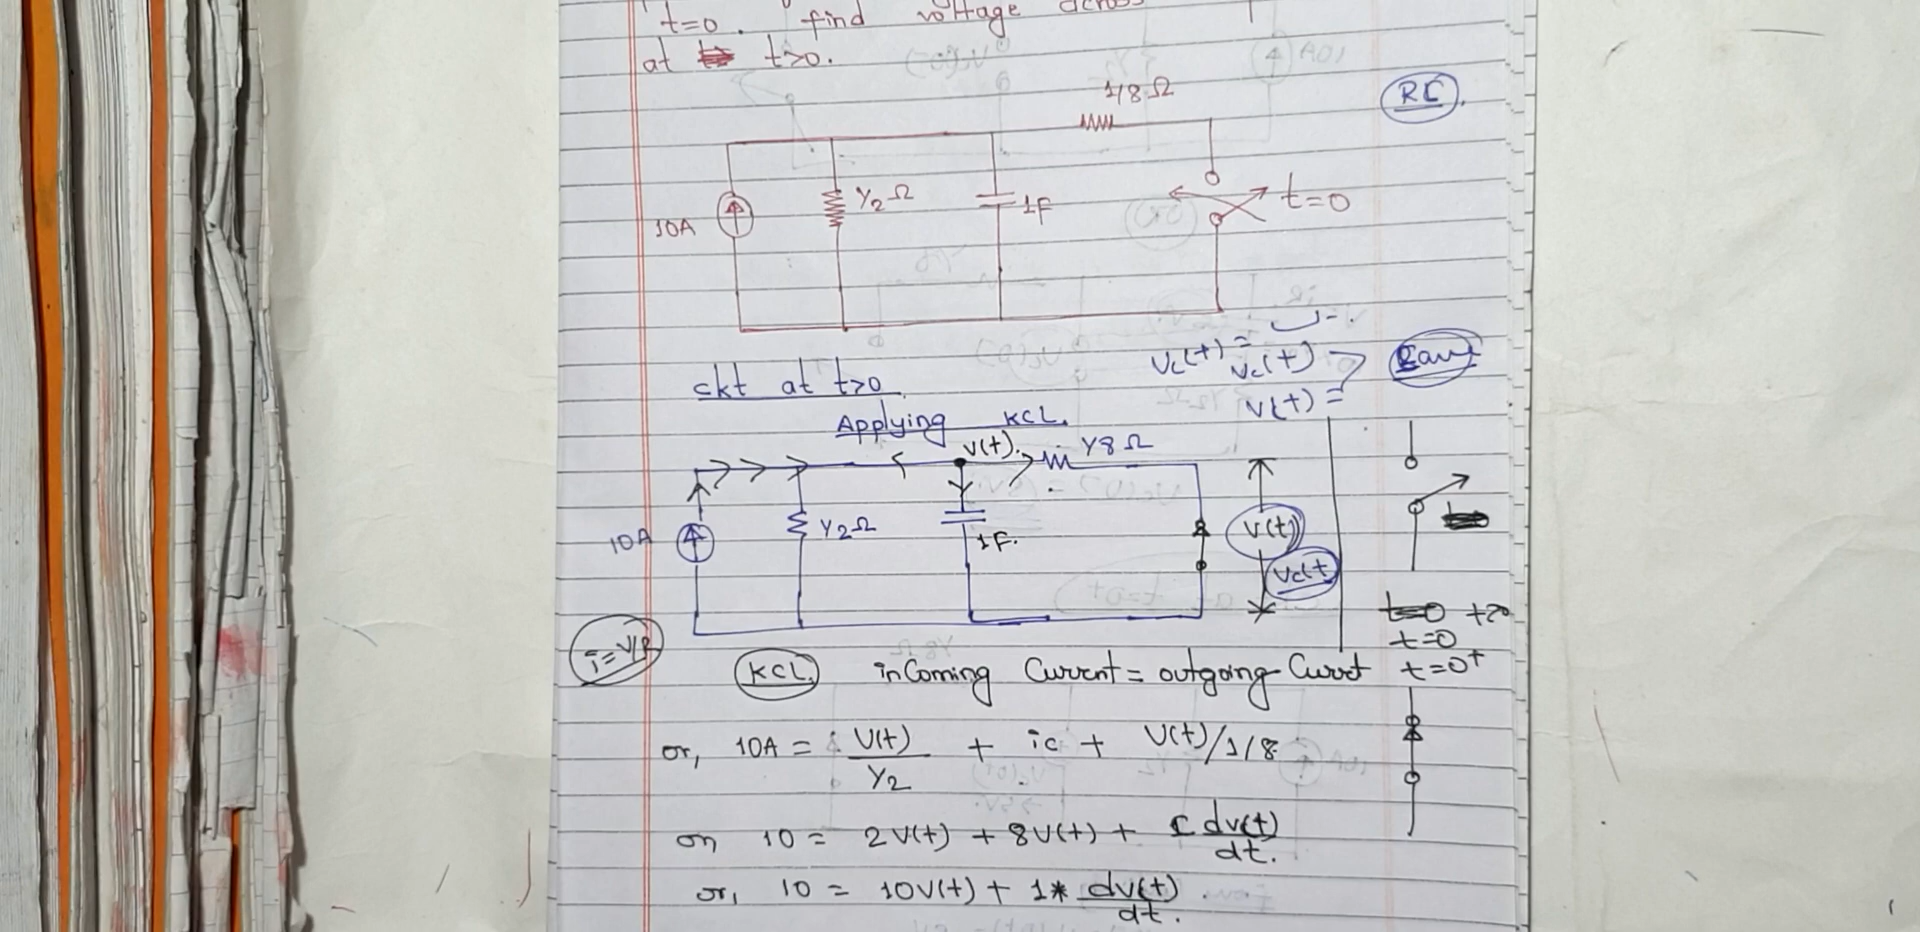 t=0. find voltage across
at t>0.
1/8 Ω
RC.
10A
1/2 Ω
1F
t=0
Vc(t) =
Vc(t)
V(t) =
ckt at t>0
Applying KCL.
V(t).
1/8 Ω
10A
1/2 Ω
1F.
V(t)
Vc(t
t=0
t=0+
i=V/R
KCL. incoming Current = outgoing Current
or, 10A = V(t)/1/2 + ic + V(t)/1/8
or 10 = 2V(t) + 8V(t) + C dv(t)/dt.
or, 10 = 10V(t) + 1* dv(t)/dt.